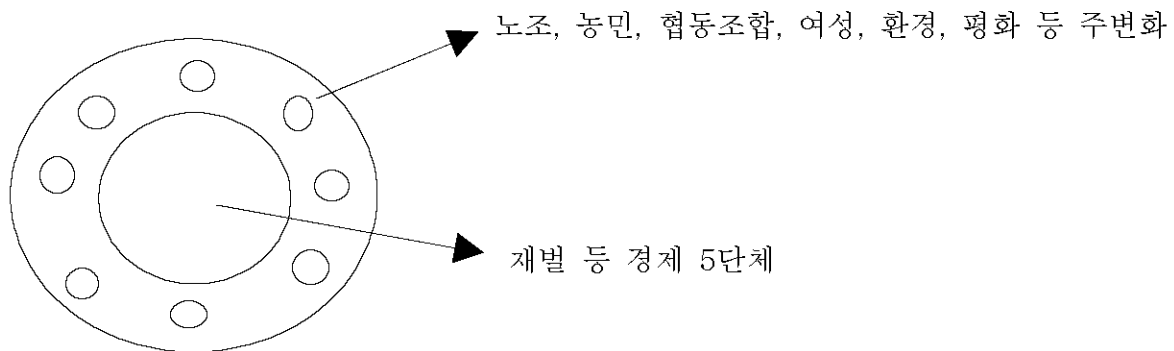 노조, 농민, 협동조합, 여성, 환경, 평화 등 주변화
재벌 등 경제 5단체